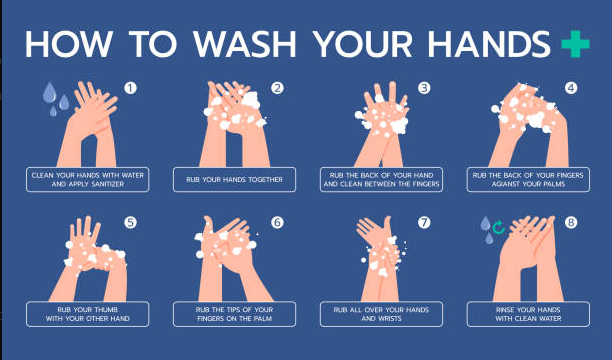 HOW TO WASH YOUR HANDS
1
CLEAN YOUR HANDS WITH WATER
AND APPLY SANITIZER
2
RUB YOUR HANDS TOGETHER
3
RUB THE BACK OF YOUR HAND
AND CLEAN BETWEEN THE FINGERS
4
RUB THE BACK OF YOUR FINGERS
AGIANST YOUR PALMS
5
RUB YOUR THUMB
WITH YOUR OTHER HAND
6
RUB THE TIPS OF YOUR
FINGERS ON THE PALM
7
RUB ALL OVER YOUR HANDS
AND WRISTS
8
RINSE YOUR HANDS
WITH CLEAN WATER